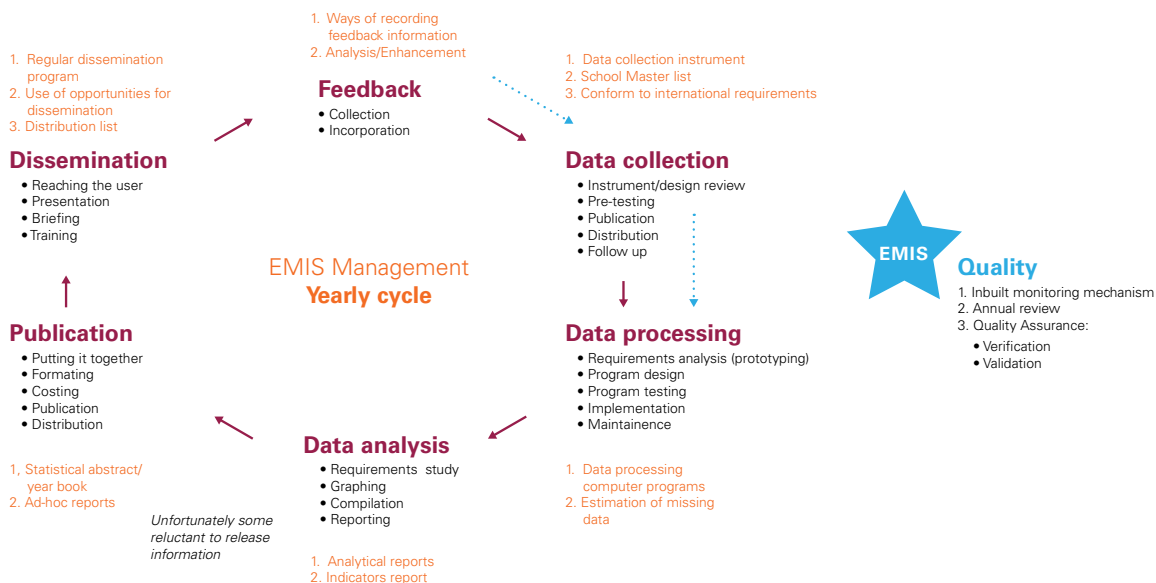 1. Ways of recording
feedback information
2. Analysis/Enhancement
Feedback
• Collection
• Incorporation
1. Data collection instrument
2. School Master list
3. Conform to international requirements
Data collection
• Instrument/design review
• Pre-testing
• Publication
• Distribution
• Follow up
1. Regular dissemination
program
2. Use of opportunities for
dissemination
3. Distribution list
Dissemination
• Reaching the user
• Presentation
• Briefing
• Training
EMIS Management
Yearly cycle
EMIS
Quality
1. Inbuilt monitoring mechanism
2. Annual review
3. Quality Assurance:
• Verification
• Validation
Publication
• Putting it together
• Formating
• Costing
• Publication
• Distribution
1, Statistical abstract/
year book
2. Ad-hoc reports
Data processing
• Requirements analysis (prototyping)
• Program design
• Program testing
• Implementation
• Maintainence
1. Data processing
computer programs
2. Estimation of missing
data
Data analysis
• Requirements study
• Graphing
• Compilation
• Reporting
Unfortunately some
reluctant to release
information
1. Analytical reports
2. Indicators report